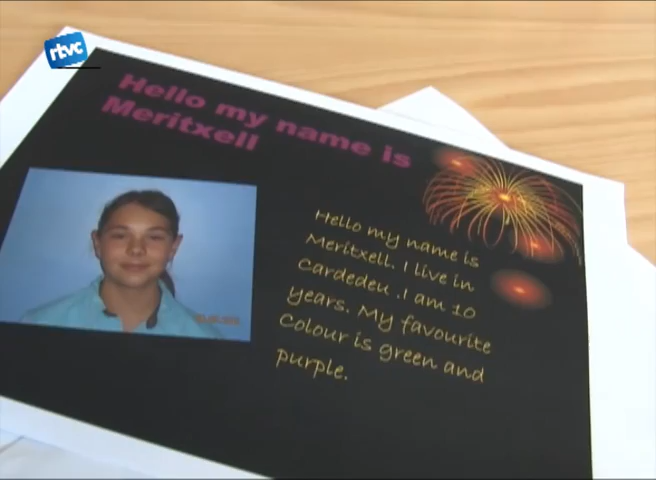 rtvc
Hello my name is
Meritxell
Hello my name is
Meritxell. I live in
Cardedeu .I am 10
years. My favourite
Colour is green and
purple.